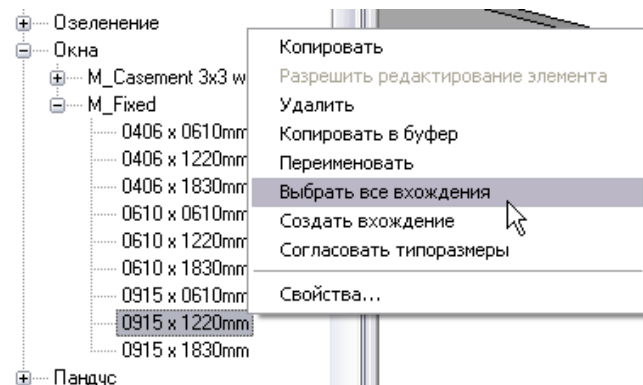 Озеленение
Окна
M_Casement 3x3 w
M_Fixed
0406 x 0610mm
0406 x 1220mm
0406 x 1830mm
0610 x 0610mm
0610 x 1220mm
0610 x 1830mm
0915 x 0610mm
0915 x 1220mm
0915 x 1830mm
Пандус
Копировать
Разрешить редактирование элемента
Удалить
Копировать в буфер
Переименовать
Выбрать все вхождения
Создать вхождение
Согласовать типоразмеры
Свойства...